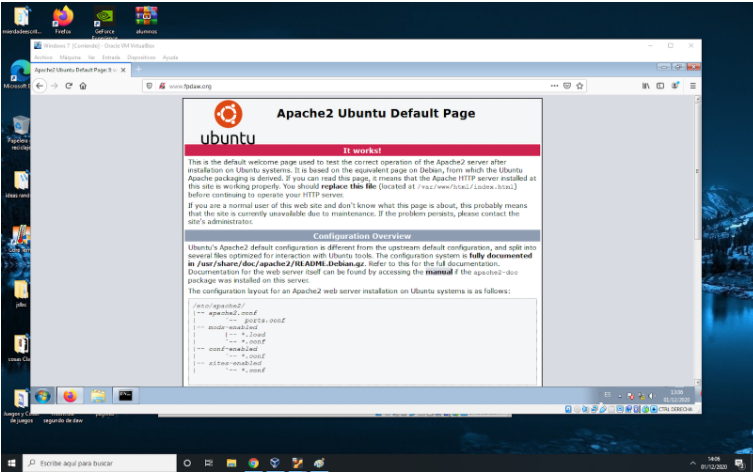 Firefox
GeForce
Experience
alumnos
Windows 7 [Corriendo] - Oracle VM VirtualBox
Archivo Máquina Ver Entrada Dispositivos Ayuda
Apache2 Ubuntu Default Page: It
www.fpdaw.org
ubuntu
Apache2 Ubuntu Default Page
It works!
This is the default welcome page used to test the correct operation of the Apache2 server after
installation on Ubuntu systems. It is based on the equivalent page on Debian, from which the Ubuntu
Apache packaging is derived. If you can read this page, it means that the Apache HTTP server installed at
this site is working properly. You should replace this file (located at /var/www/html/index.html)
before continuing to operate your HTTP server.
If you are a normal user of this web site and don't know what this page is about, this probably means
that the site is currently unavailable due to maintenance. If the problem persists, please contact the
site's administrator.
Configuration Overview
Ubuntu's Apache2 default configuration is different from the upstream default configuration, and split into
several files optimized for interaction with Ubuntu tools. The configuration system is fully documented
in /usr/share/doc/apache2/README.Debian.gz. Refer to this for the full documentation.
Documentation for the web server itself can be found by accessing the manual if the apache2-doc
package was installed on this server.
The configuration layout for an Apache2 web server installation on Ubuntu systems is as follows:
/etc/apache2/
|-- apache2.conf
|       `-- ports.conf
|-- mods-enabled
|       |-- *.load
|       `-- *.conf
|-- conf-enabled
|       `-- *.conf
|-- sites-enabled
|       `-- *.conf
ES
13:06
01/12/2020
CTRL DERECHA
Juegos y
de juegos
segundo de daw
Escribe aquí para buscar
14:06
01/12/2020